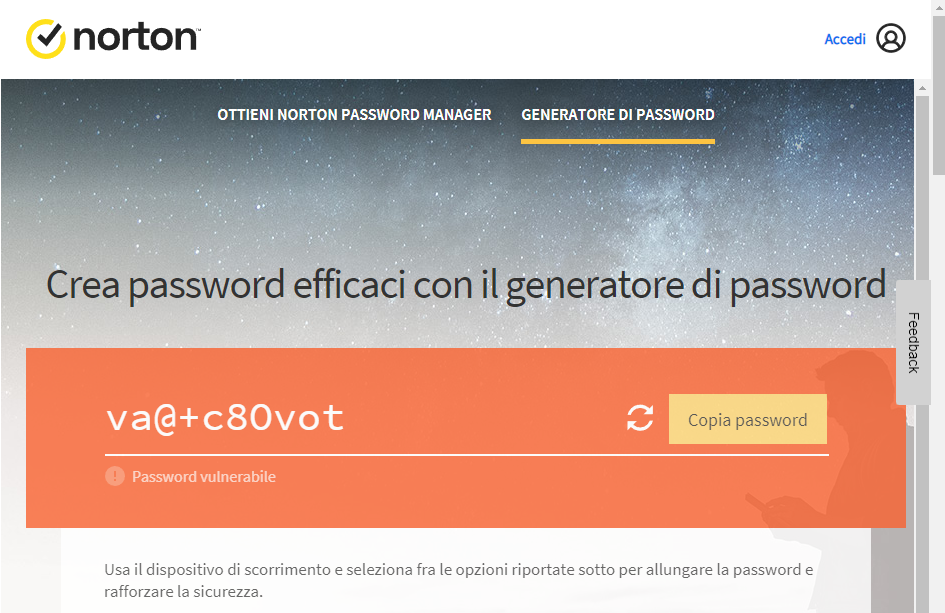 norton™
Accedi
OTTIENI NORTON PASSWORD MANAGER
GENERATORE DI PASSWORD
Crea password efficaci con il generatore di password
Feedback
va@+c8Ovot
Copia password
! Password vulnerabile
Usa il dispositivo di scorrimento e seleziona fra le opzioni riportate sotto per allungare la password e
rafforzare la sicurezza.